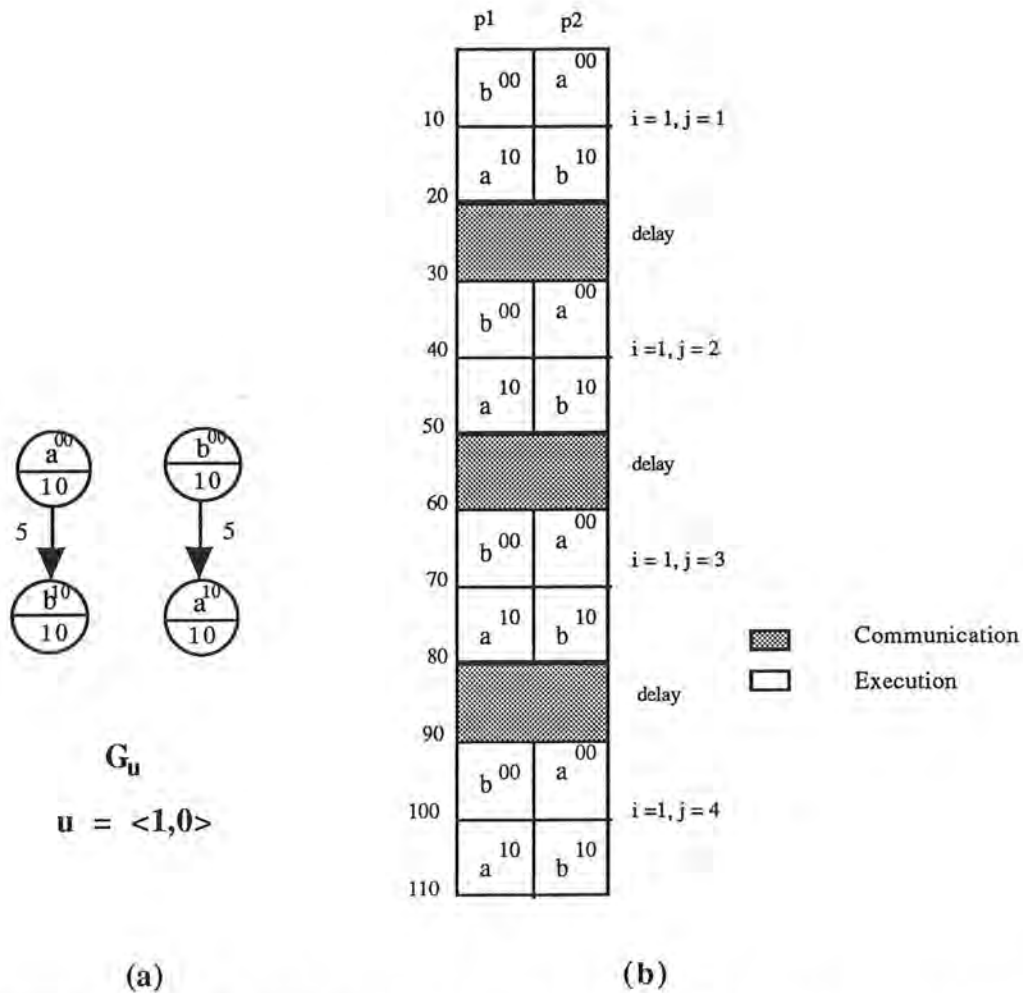 p1 p2
b00 a00
10 i = 1, j = 1
a10 b10
20
delay
30
b00 a00
40 i =1, j = 2
a10 b10
50
delay
60
b00 a00
70 i = 1, j = 3
a10 b10
80
delay
90
b00 a00
100 i =1, j = 4
a10 b10
110
a00 b00
10 10
5 5
b10 a10
10 10
Gu
u = <1,0>
Communication
Execution
(a) (b)